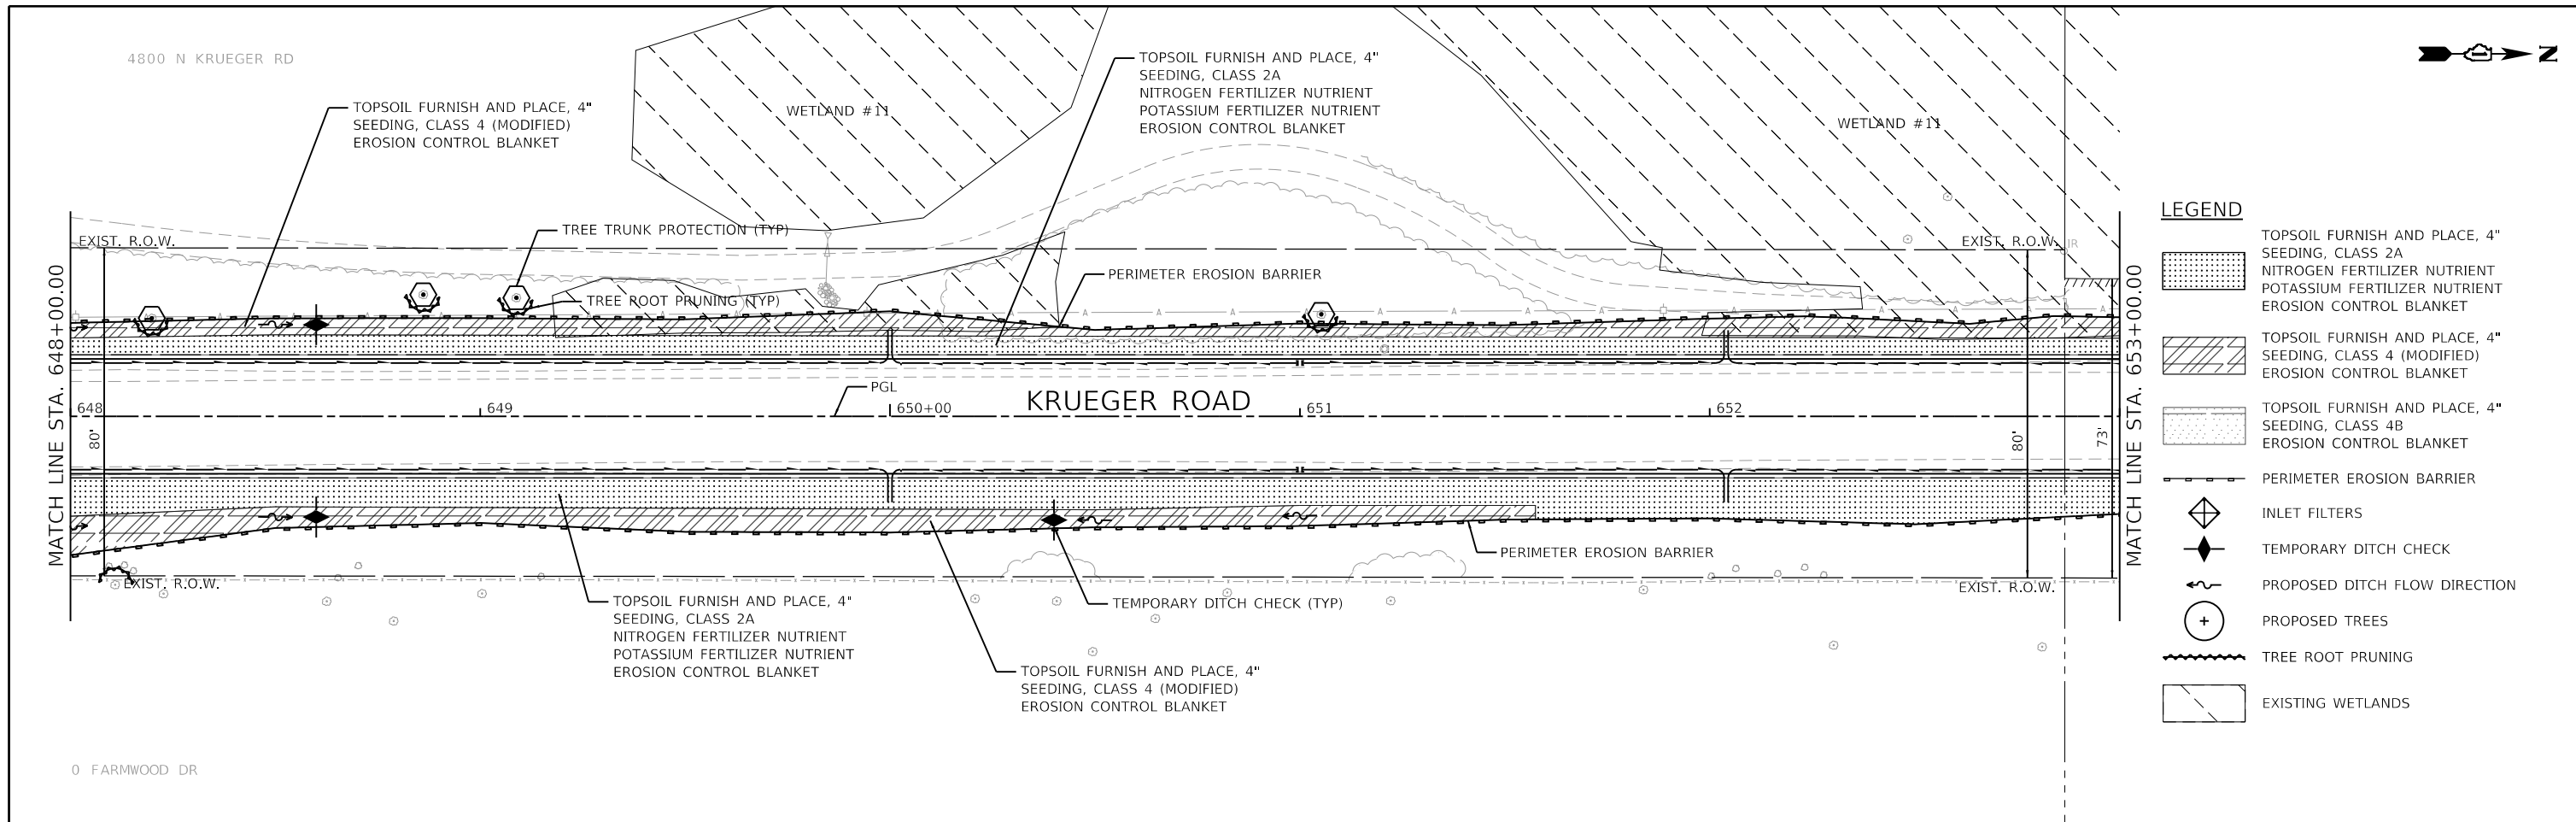 4800 N KRUEGER RD
TOPSOIL FURNISH AND PLACE, 4"
SEEDING, CLASS 4 (MODIFIED)
EROSION CONTROL BLANKET
WETLAND #11
TOPSOIL FURNISH AND PLACE, 4"
SEEDING, CLASS 2A
NITROGEN FERTILIZER NUTRIENT
POTASSIUM FERTILIZER NUTRIENT
EROSION CONTROL BLANKET
WETLAND #11
N
TREE TRUNK PROTECTION (TYP)
EXIST. R.O.W.
EXIST. R.O.W.
IR
PERIMETER EROSION BARRIER
TREE ROOT PRUNING (TYP)
MATCH LINE STA. 648+00.00
MATCH LINE STA. 653+00.00
PGL
KRUEGER ROAD
648
649
650+00
651
652
80'
80'
73'
EXIST. R.O.W.
EXIST. R.O.W.
PERIMETER EROSION BARRIER
TOPSOIL FURNISH AND PLACE, 4"
SEEDING, CLASS 2A
NITROGEN FERTILIZER NUTRIENT
POTASSIUM FERTILIZER NUTRIENT
EROSION CONTROL BLANKET
TEMPORARY DITCH CHECK (TYP)
TOPSOIL FURNISH AND PLACE, 4"
SEEDING, CLASS 4 (MODIFIED)
EROSION CONTROL BLANKET
0 FARMWOOD DR
LEGEND
TOPSOIL FURNISH AND PLACE, 4"
SEEDING, CLASS 2A
NITROGEN FERTILIZER NUTRIENT
POTASSIUM FERTILIZER NUTRIENT
EROSION CONTROL BLANKET
TOPSOIL FURNISH AND PLACE, 4"
SEEDING, CLASS 4 (MODIFIED)
EROSION CONTROL BLANKET
TOPSOIL FURNISH AND PLACE, 4"
SEEDING, CLASS 4B
EROSION CONTROL BLANKET
PERIMETER EROSION BARRIER
INLET FILTERS
TEMPORARY DITCH CHECK
PROPOSED DITCH FLOW DIRECTION
PROPOSED TREES
TREE ROOT PRUNING
EXISTING WETLANDS